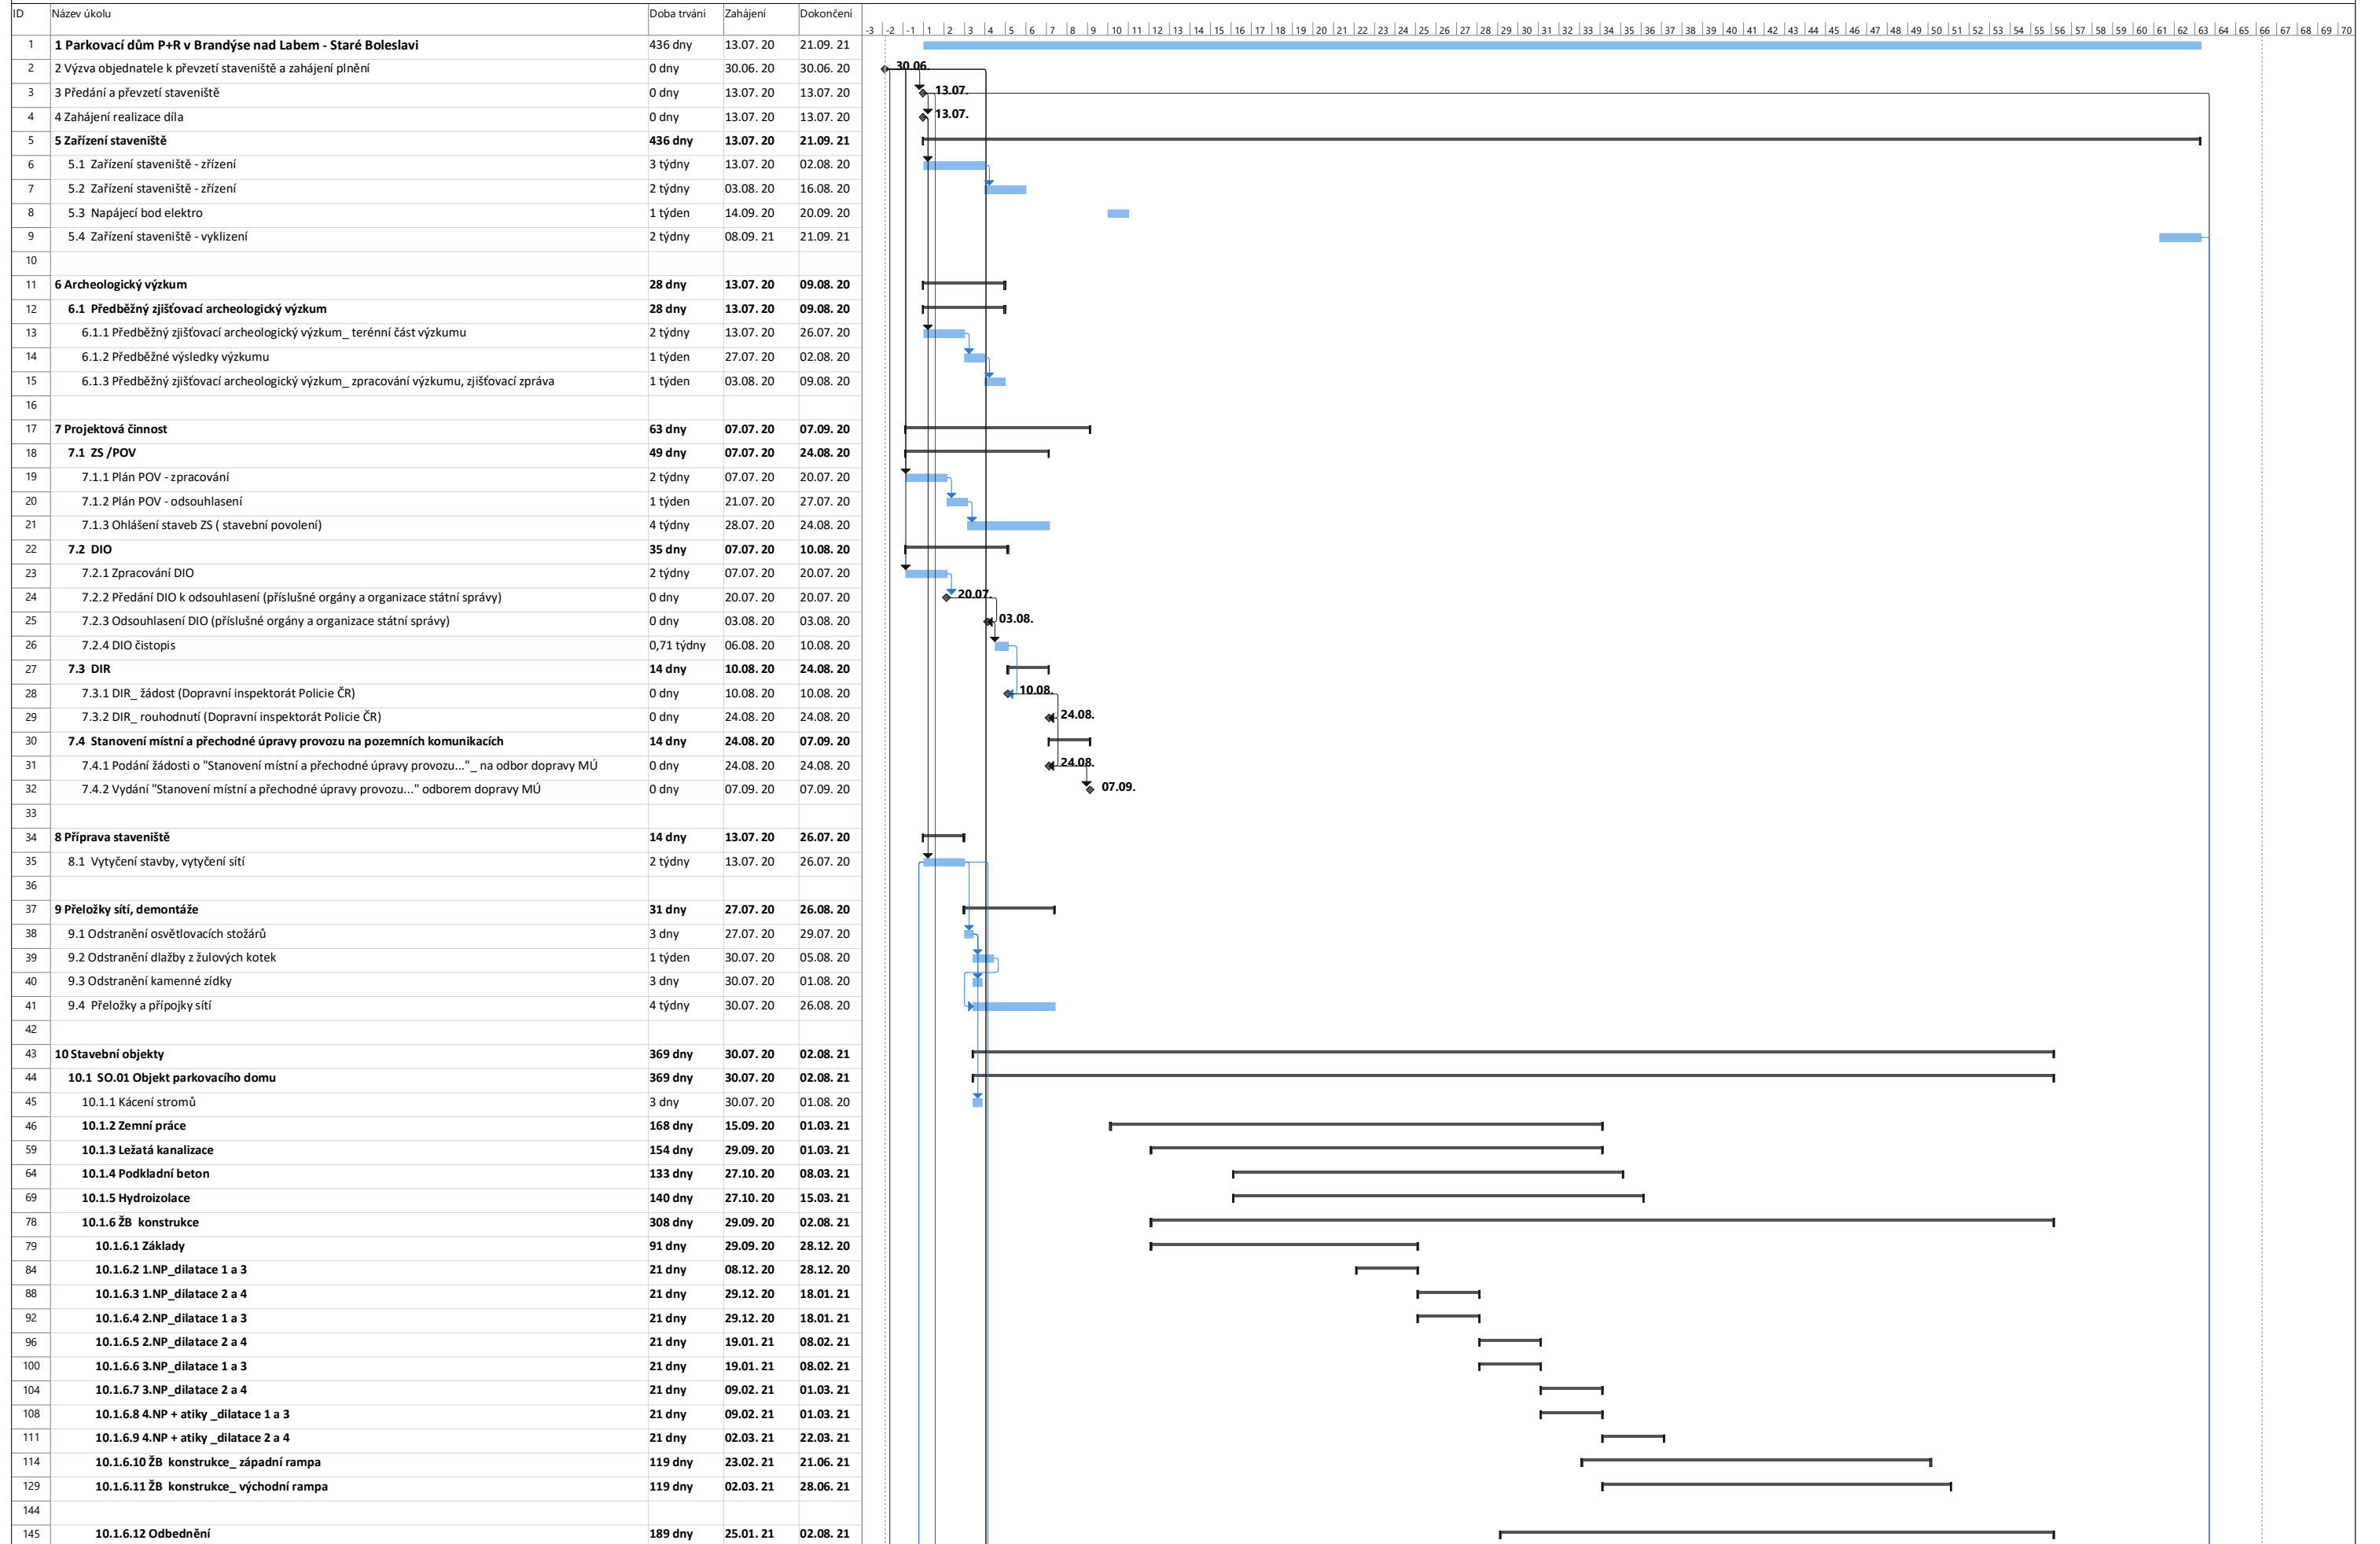 ID Název úkolu Doba trvání Zahájení Dokončení
-3 -2 -1 1 2 3 4 5 6 7 8 9 10 11 12 13 14 15 16 17 18 19 20 21 22 23 24 25 26 27 28 29 30 31 32 33 34 35 36 37 38 39 40 41 42 43 44 45 46 47 48 49 50 51 52 53 54 55 56 57 58 59 60 61 62 63 64 65 66 67 68 69 70
1 1 Parkovací dům P+R v Brandýse nad Labem - Staré Boleslavi 436 dny 13.07. 20 21.09. 21
2 2 Výzva objednatele k převzetí staveniště a zahájení plnění 0 dny 30.06. 20 30.06. 20 30.06.
3 3 Předání a převzetí staveniště 0 dny 13.07. 20 13.07. 20 13.07.
4 4 Zahájení realizace díla 0 dny 13.07. 20 13.07. 20 13.07.
5 5 Zařízení staveniště 436 dny 13.07. 20 21.09. 21
6 5.1 Zařízení staveniště - zřízení 3 týdny 13.07. 20 02.08. 20
7 5.2 Zařízení staveniště - zřízení 2 týdny 03.08. 20 16.08. 20
8 5.3 Napájecí bod elektro 1 týden 14.09. 20 20.09. 20
9 5.4 Zařízení staveniště - vyklizení 2 týdny 08.09. 21 21.09. 21
10
11 6 Archeologický výzkum 28 dny 13.07. 20 09.08. 20
12 6.1 Předběžný zjišťovací archeologický výzkum 28 dny 13.07. 20 09.08. 20
13 6.1.1 Předběžný zjišťovací archeologický výzkum_ terénní část výzkumu 2 týdny 13.07. 20 26.07. 20
14 6.1.2 Předběžné výsledky výzkumu 1 týden 27.07. 20 02.08. 20
15 6.1.3 Předběžný zjišťovací archeologický výzkum_ zpracování výzkumu, zjišťovací zpráva 1 týden 03.08. 20 09.08. 20
16
17 7 Projektová činnost 63 dny 07.07. 20 07.09. 20
18 7.1 ZS /POV 49 dny 07.07. 20 24.08. 20
19 7.1.1 Plán POV - zpracování 2 týdny 07.07. 20 20.07. 20
20 7.1.2 Plán POV - odsouhlasení 1 týden 21.07. 20 27.07. 20
21 7.1.3 Ohlášení staveb ZS ( stavební povolení) 4 týdny 28.07. 20 24.08. 20
22 7.2 DIO 35 dny 07.07. 20 10.08. 20
23 7.2.1 Zpracování DIO 2 týdny 07.07. 20 20.07. 20
24 7.2.2 Předání DIO k odsouhlasení (příslušné orgány a organizace státní správy) 0 dny 20.07. 20 20.07. 20 20.07.
25 7.2.3 Odsouhlasení DIO (příslušné orgány a organizace státní správy) 0 dny 03.08. 20 03.08. 20 03.08.
26 7.2.4 DIO čistopis 0,71 týdny 06.08. 20 10.08. 20
27 7.3 DIR 14 dny 10.08. 20 24.08. 20
28 7.3.1 DIR_ žádost (Dopravní inspektorát Policie ČR) 0 dny 10.08. 20 10.08. 20 10.08.
29 7.3.2 DIR_ rouhodnutí (Dopravní inspektorát Policie ČR) 0 dny 24.08. 20 24.08. 20 24.08.
30 7.4 Stanovení místní a přechodné úpravy provozu na pozemních komunikacích 14 dny 24.08. 20 07.09. 20
31 7.4.1 Podání žádosti o "Stanovení místní a přechodné úpravy provozu..."_ na odbor dopravy MÚ 0 dny 24.08. 20 24.08. 20 24.08.
32 7.4.2 Vydání "Stanovení místní a přechodné úpravy provozu..." odborem dopravy MÚ 0 dny 07.09. 20 07.09. 20 07.09.
33
34 8 Příprava staveniště 14 dny 13.07. 20 26.07. 20
35 8.1 Vytyčení stavby, vytyčení sítí 2 týdny 13.07. 20 26.07. 20
36
37 9 Přeložky sítí, demontáže 31 dny 27.07. 20 26.08. 20
38 9.1 Odstranění osvětlovacích stožárů 3 dny 27.07. 20 29.07. 20
39 9.2 Odstranění dlažby z žulových kotek 1 týden 30.07. 20 05.08. 20
40 9.3 Odstranění kamenné zídky 3 dny 30.07. 20 01.08. 20
41 9.4 Přeložky a přípojky sítí 4 týdny 30.07. 20 26.08. 20
42
43 10 Stavební objekty 369 dny 30.07. 20 02.08. 21
44 10.1 SO.01 Objekt parkovacího domu 369 dny 30.07. 20 02.08. 21
45 10.1.1 Kácení stromů 3 dny 30.07. 20 01.08. 20
46 10.1.2 Zemní práce 168 dny 15.09. 20 01.03. 21
59 10.1.3 Ležatá kanalizace 154 dny 29.09. 20 01.03. 21
64 10.1.4 Podkladní beton 133 dny 27.10. 20 08.03. 21
69 10.1.5 Hydroizolace 140 dny 27.10. 20 15.03. 21
78 10.1.6 ŽB konstrukce 308 dny 29.09. 20 02.08. 21
79 10.1.6.1 Základy 91 dny 29.09. 20 28.12. 20
84 10.1.6.2 1.NP_dilatace 1 a 3 21 dny 08.12. 20 28.12. 20
88 10.1.6.3 1.NP_dilatace 2 a 4 21 dny 29.12. 20 18.01. 21
92 10.1.6.4 2.NP_dilatace 1 a 3 21 dny 29.12. 20 18.01. 21
96 10.1.6.5 2.NP_dilatace 2 a 4 21 dny 19.01. 21 08.02. 21
100 10.1.6.6 3.NP_dilatace 1 a 3 21 dny 19.01. 21 08.02. 21
104 10.1.6.7 3.NP_dilatace 2 a 4 21 dny 09.02. 21 01.03. 21
108 10.1.6.8 4.NP + atiky _dilatace 1 a 3 21 dny 09.02. 21 01.03. 21
111 10.1.6.9 4.NP + atiky _dilatace 2 a 4 21 dny 02.03. 21 22.03. 21
114 10.1.6.10 ŽB konstrukce_ západní rampa 119 dny 23.02. 21 21.06. 21
129 10.1.6.11 ŽB konstrukce_ východní rampa 119 dny 02.03. 21 28.06. 21
144
145 10.1.6.12 Odbednění 189 dny 25.01. 21 02.08. 21